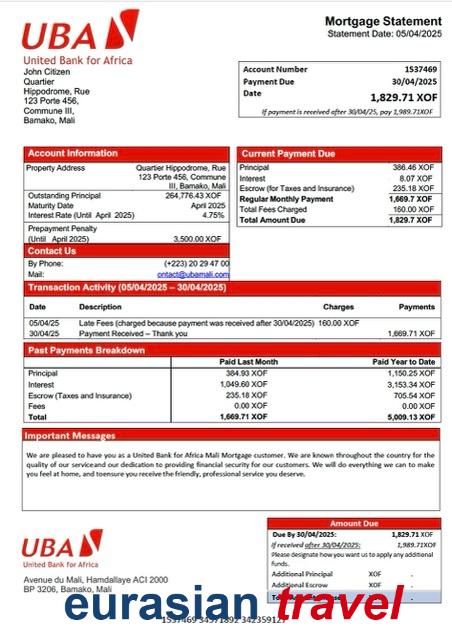 UBA
United Bank for Africa
Mortgage Statement
Statement Date: 05/04/2025
John Citizen
Quartier
Hippodrome, Rue
123 Porte 456,
Commune III,
Bamako, Mali
Account Number 1537469
Payment Due 30/04/2025
Date 1,829.71 XOF
If payment is received after 30/04/25, pay 1,989.71XOF
Account Information
Property Address Quartier Hippodrome, Rue
123 Porte 456, Commune
III, Bamako, Mali
Outstanding Principal 264,776.43 XOF
Maturity Date April 2025
Interest Rate (Until April 2025) 4.75%
Prepayment Penalty
(Until April 2025) 3,500.00 XOF
Contact Us
By Phone: (+223) 20 29 47 00
Mail: ontact@ubamali.com
Current Payment Due
Principal 386.46 XOF
Interest 8.07 XOF
Escrow (for Taxes and Insurance) 235.18 XOF
Regular Monthly Payment 1,669.7 XOF
Total Fees Charged 160.00 XOF
Total Amount Due 1,829.7 XOF
Transaction Activity (05/04/2025 – 30/04/2025)
Date Description Charges Payments
05/04/25 Late Fees (charged because payment was received after 30/04/2025) 160.00 XOF
30/04/25 Payment Received – Thank you 1,669.71 XOF
Past Payments Breakdown
Paid Last Month Paid Year to Date
Principal 384.93 XOF 1,150.25 XOF
Interest 1,049.60 XOF 3,153.34 XOF
Escrow (Taxes and Insurance) 235.18 XOF 705.54 XOF
Fees 0.00 XOF 0.00 XOF
Total 1,669.71 XOF 5,009.13 XOF
Important Messages
We are pleased to have you as a United Bank for Africa Mali Mortgage customer. We are known throughout the country for the
quality of our serviceand our dedication to providing financial security for our customers. We will do everything we can to make
you feel at home, and toensure you receive the friendly, professional service you deserve.
UBA
United Bank for Africa
Avenue du Mali, Hamdallaye ACI 2000
BP 3206, Bamako, Mali
Amount Due
Due By 30/04/2025: 1,829.71 XOF
If received after 30/04/2025: 1,989.71XOF
Please designate how you want us to apply any additional
funds.
Additional Principal XOF .
Additional Escrow XOF .
eurasian travel